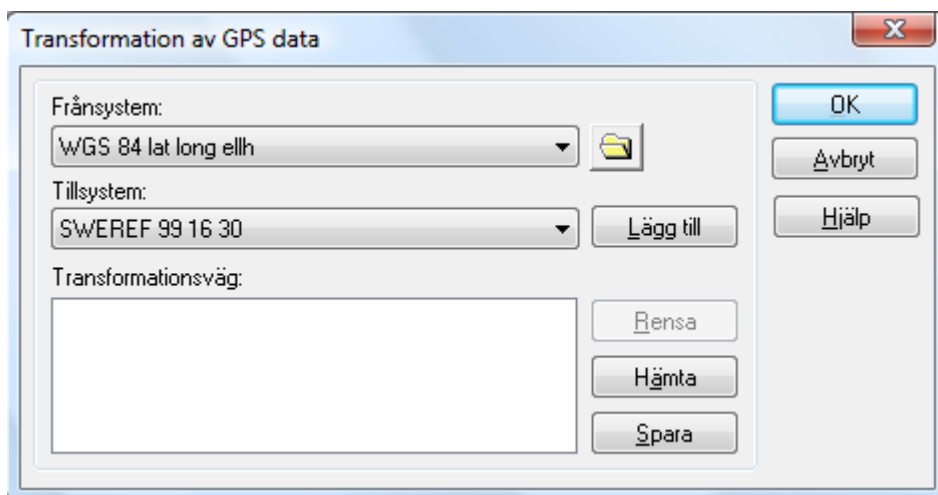 Transformation av GPS data
Frånsystem:
OK
WGS 84 lat long ellh
Avbryt
Tillsystem:
SWEREF 99 16 30
Lägg till
Hjälp
Transformationsväg:
Rensa
Hämta
Spara